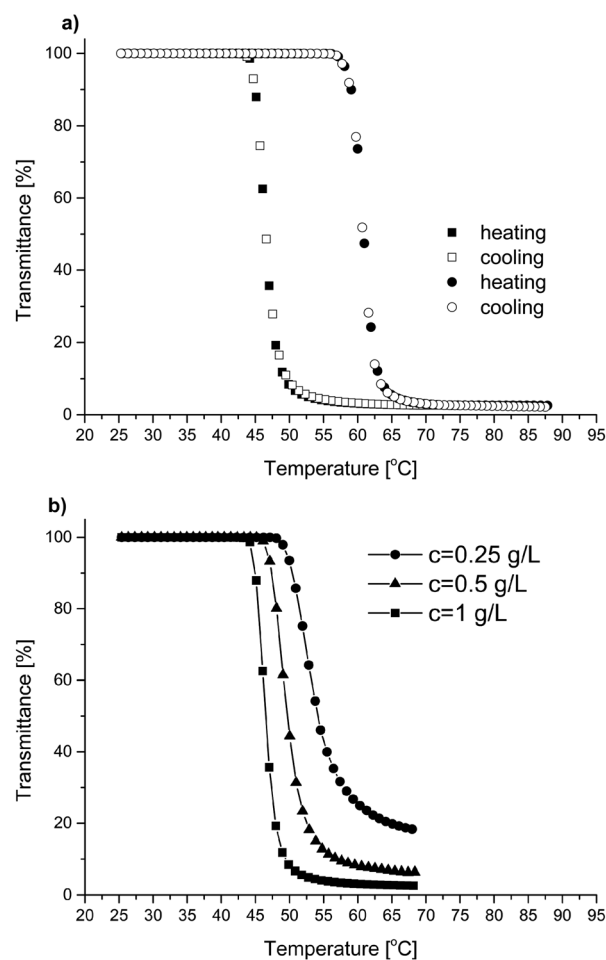 a)
100
80
60
40
20
0
Transmittance [%]
heating
cooling
heating
cooling
20 25 30 35 40 45 50 55 60 65 70 75 80 85 90 95
Temperature [°C]
b)
100
80
60
40
20
0
Transmittance [%]
c=0.25 g/L
c=0.5 g/L
c=1 g/L
20 25 30 35 40 45 50 55 60 65 70 75 80 85 90 95
Temperature [°C]